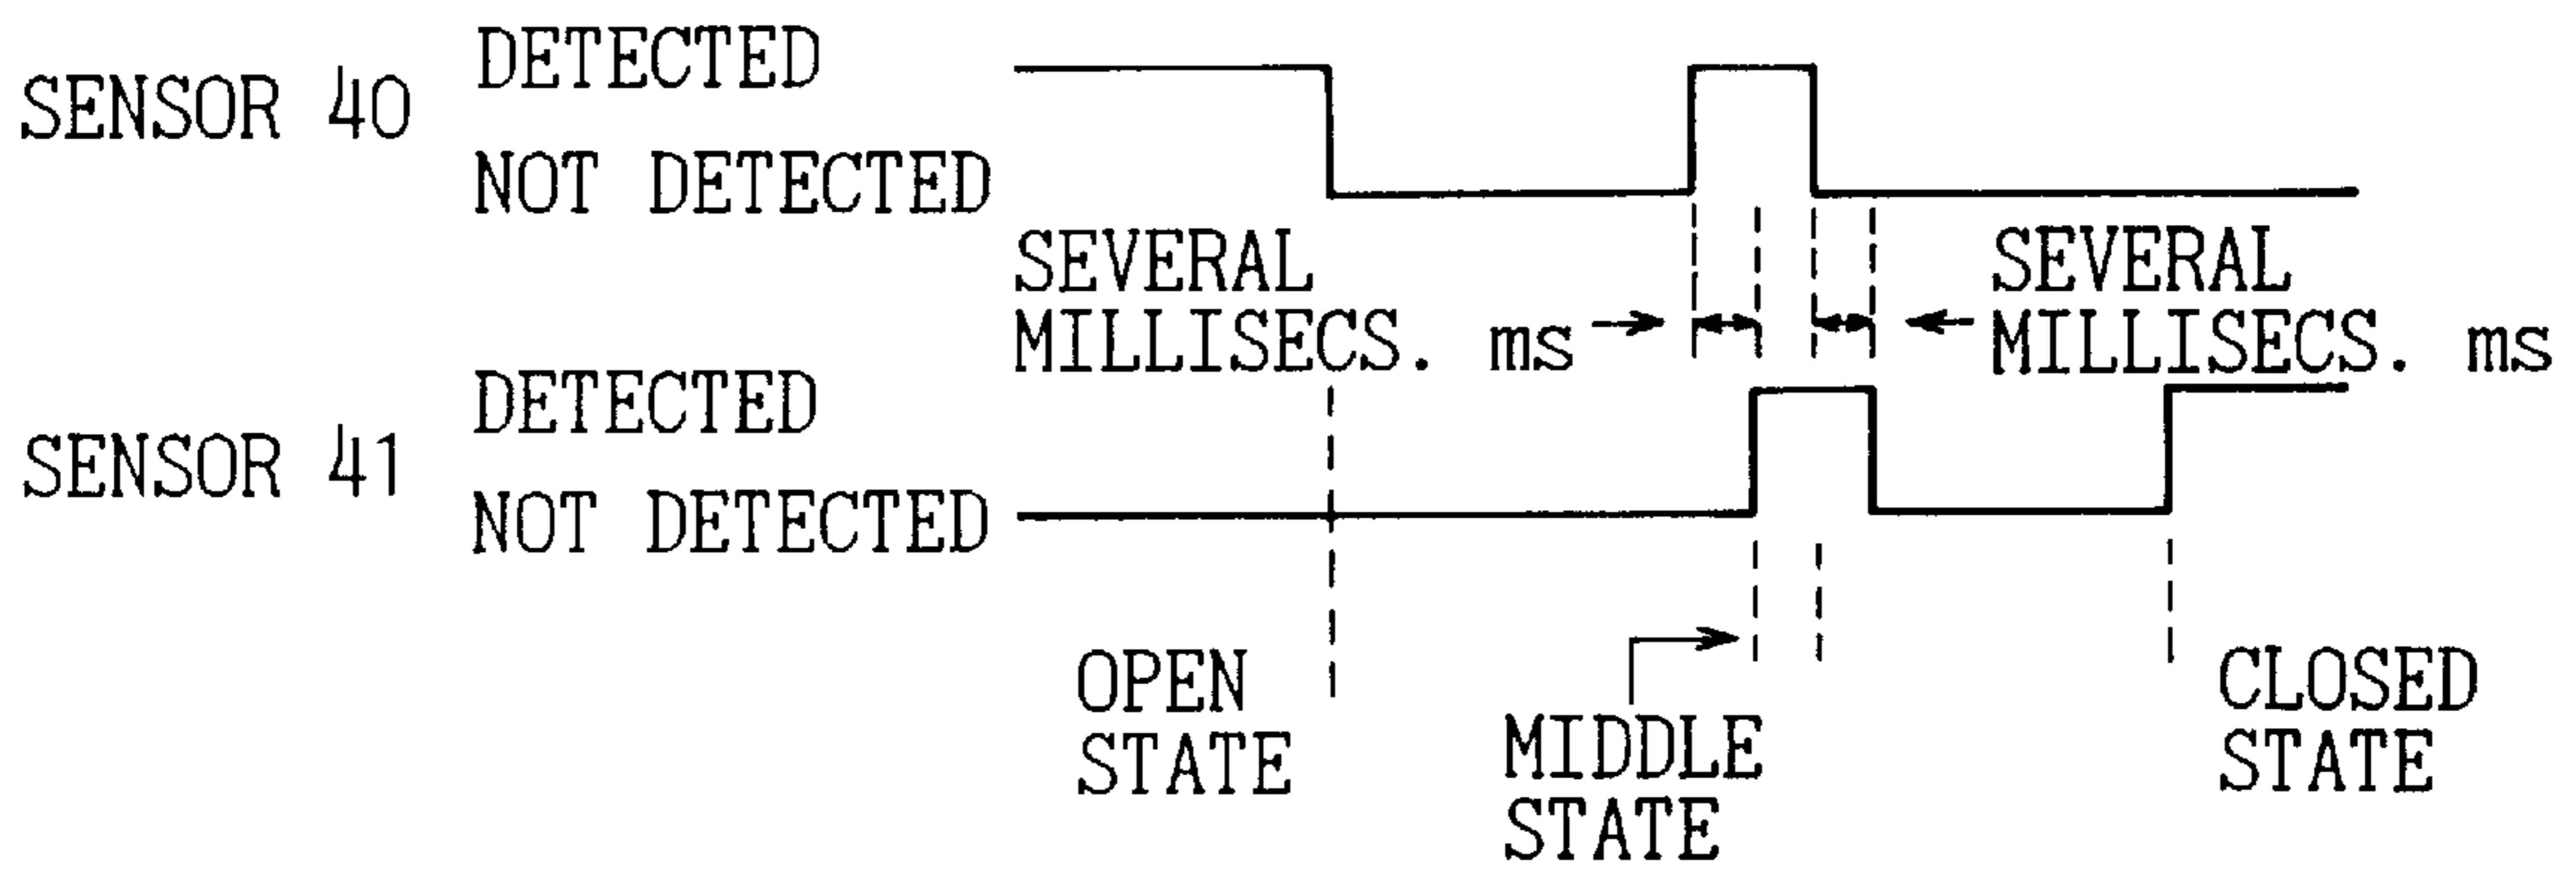 SENSOR 40
DETECTED
NOT DETECTED
SEVERAL
MILLISECS. ms
SEVERAL
MILLISECS. ms
SENSOR 41
DETECTED
NOT DETECTED
OPEN
STATE
MIDDLE
STATE
CLOSED
STATE